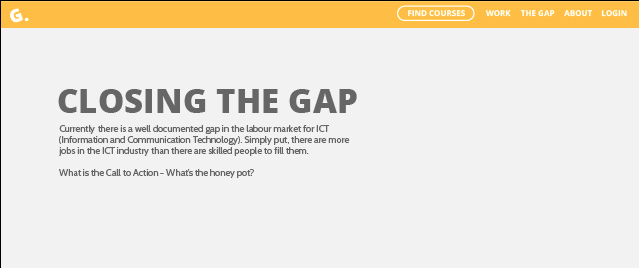 G.
FIND COURSES WORK THE GAP ABOUT LOGIN
CLOSING THE GAP
Currently there is a well documented gap in the labour market for ICT
(Information and Communication Technology). Simply put, there are more
jobs in the ICT industry than there are skilled people to fill them.
What is the Call to Action - What's the honey pot?